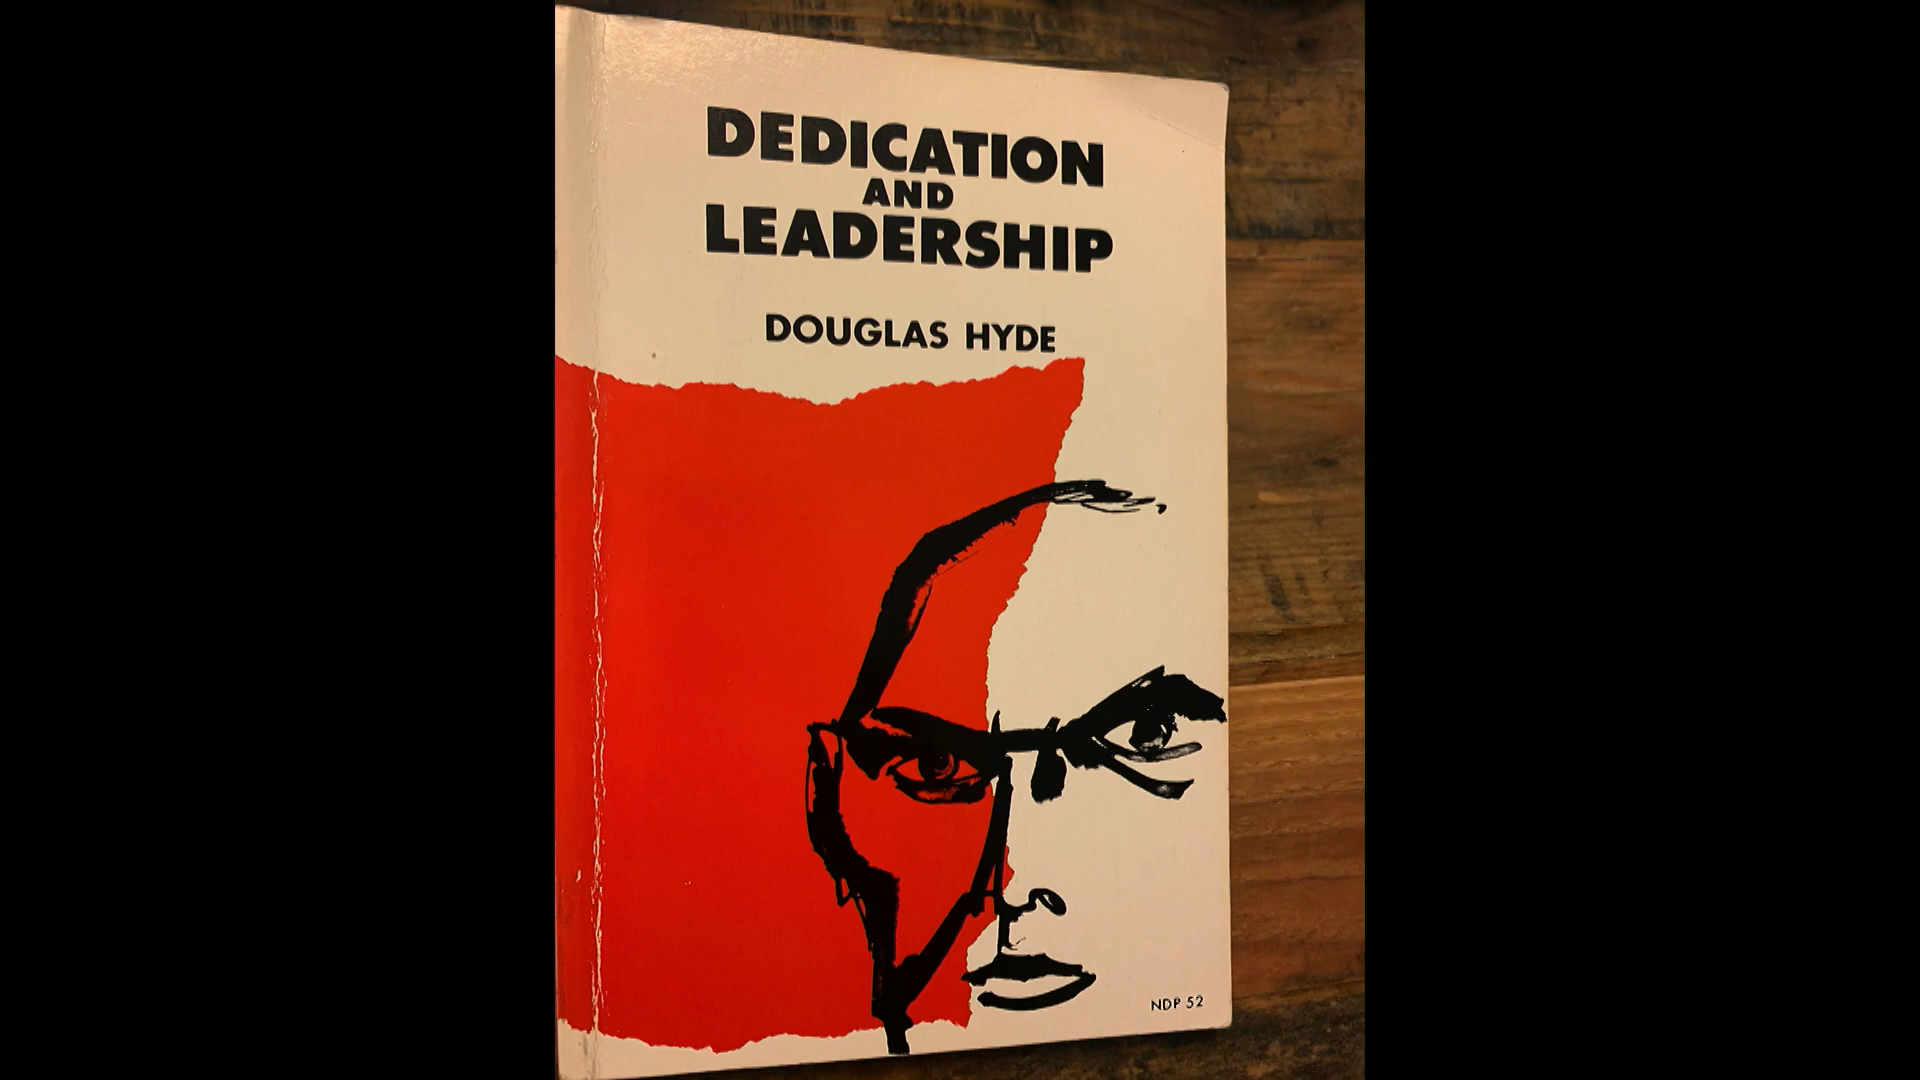 DEDICATION
AND
LEADERSHIP
DOUGLAS HYDE
NDP 52